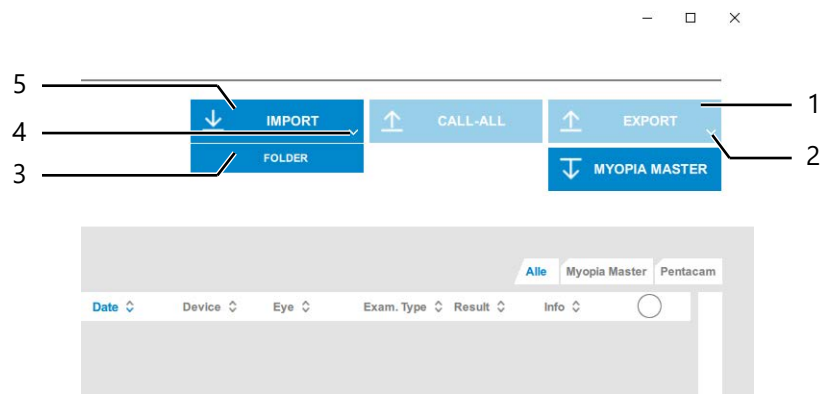 5 IMPORT CALL-ALL EXPORT 1
4
3 FOLDER
MYOPIA MASTER 2
Alle Myopia Master Pentacam
Date Device Eye Exam. Type Result Info